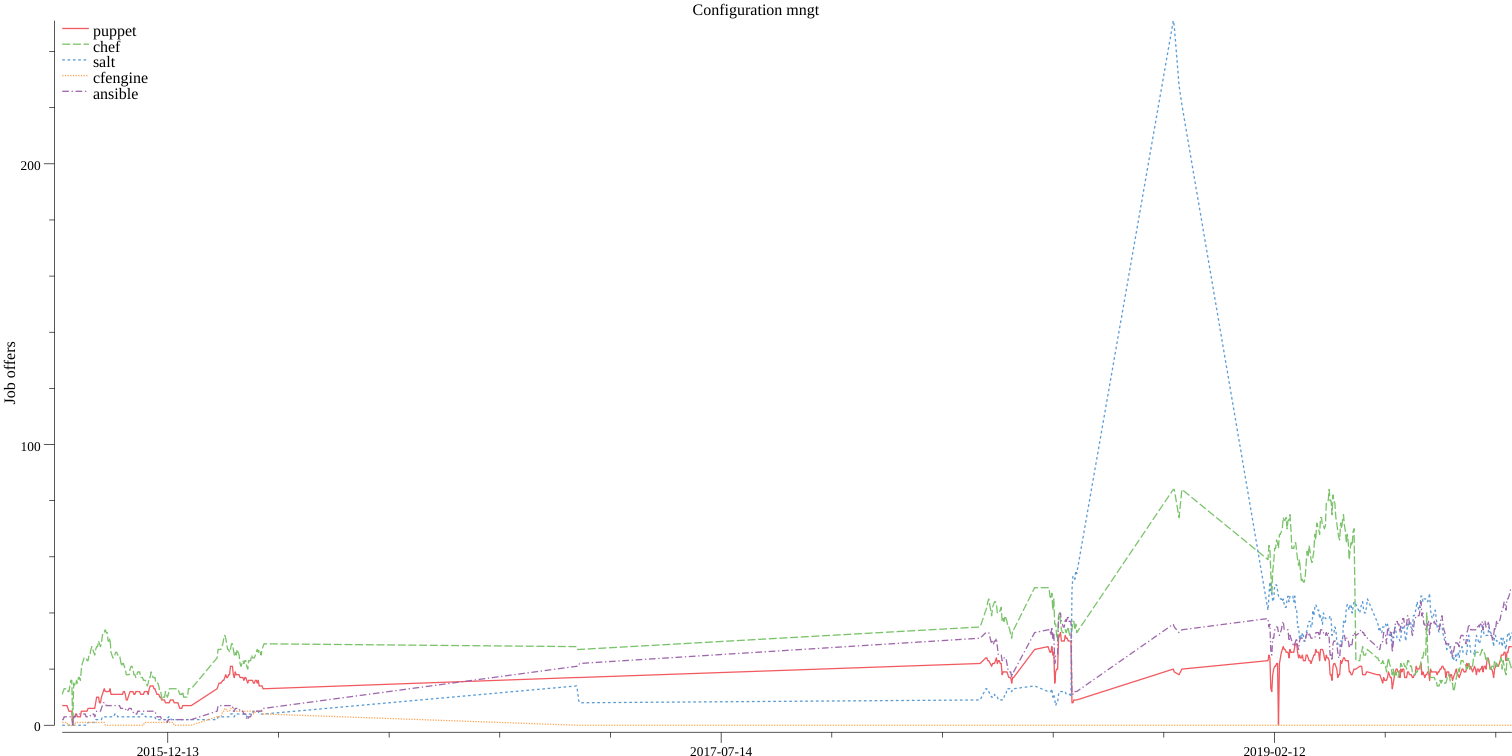 Configuration mngt
puppet
chef
salt
cfengine
ansible
200
Job offers
100
0
2015-12-13
2017-07-14
2019-02-12